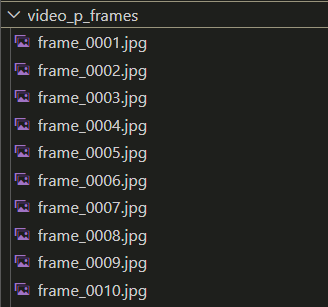 video_p_frames
frame_0001.jpg
frame_0002.jpg
frame_0003.jpg
frame_0004.jpg
frame_0005.jpg
frame_0006.jpg
frame_0007.jpg
frame_0008.jpg
frame_0009.jpg
frame_0010.jpg